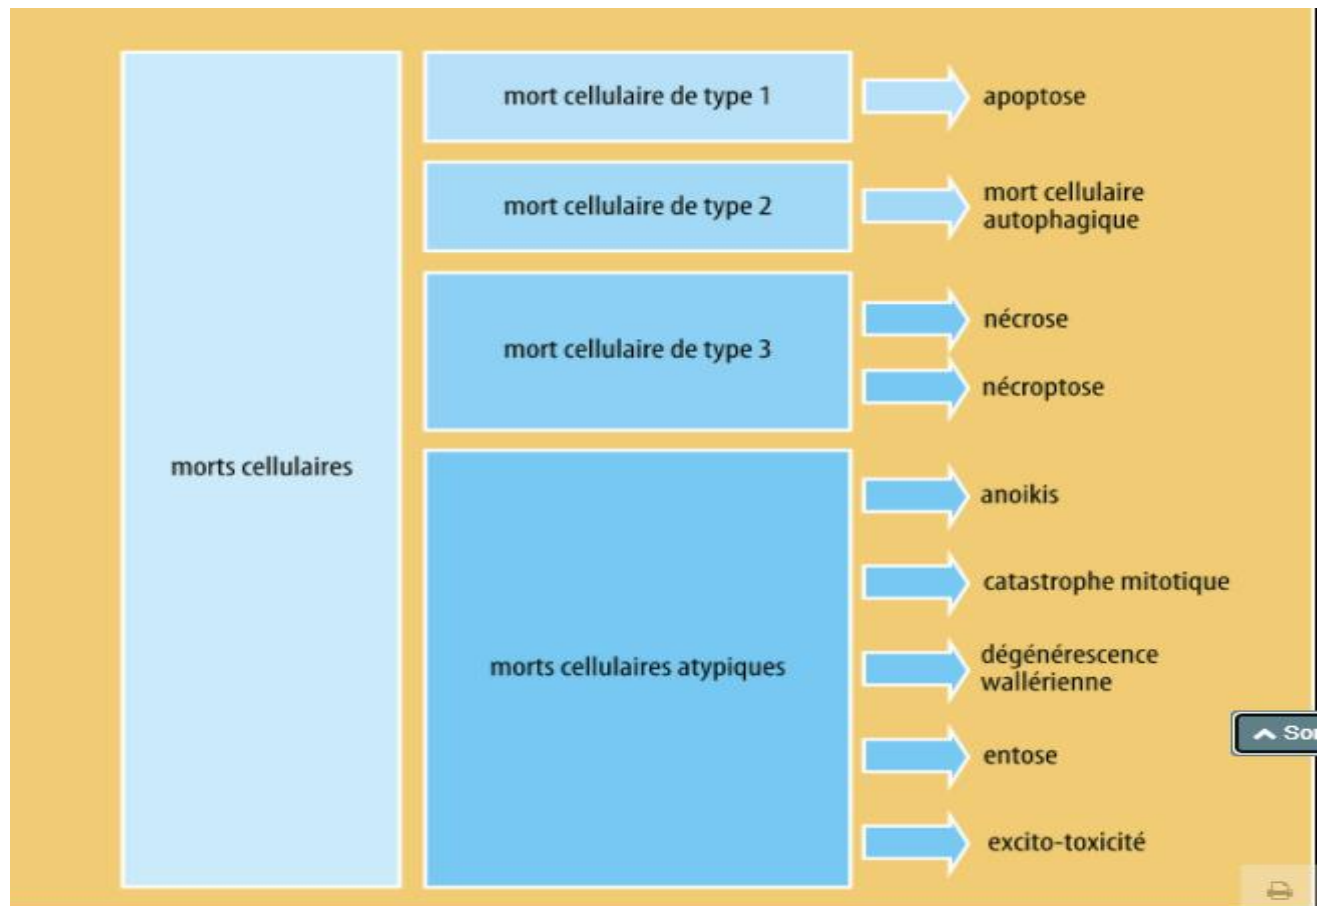 mort cellulaire de type 1
apoptose
mort cellulaire de type 2
mort cellulaire
autophagique
mort cellulaire de type 3
nécrose
nécroptose
morts cellulaires
anoikis
catastrophe mitotique
morts cellulaires atypiques
dégénérescence
wallérienne
entose
excito-toxicité